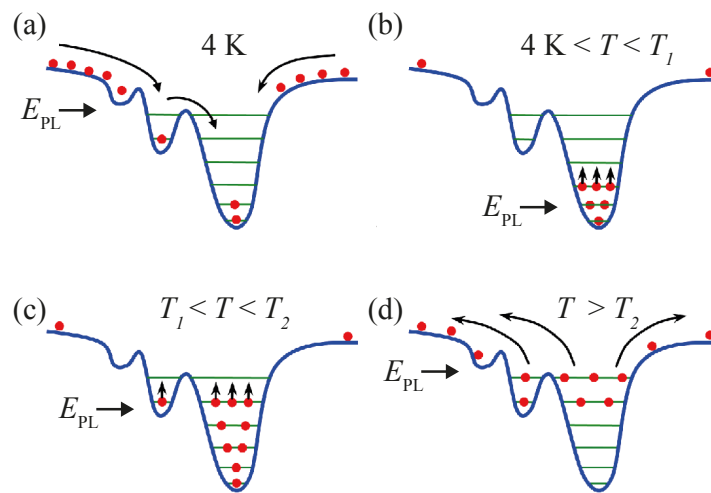 (a)
4 K
E_PL
(b)
4 K < T < T_1
E_PL
(c)
T_1 < T < T_2
E_PL
(d)
T > T_2
E_PL